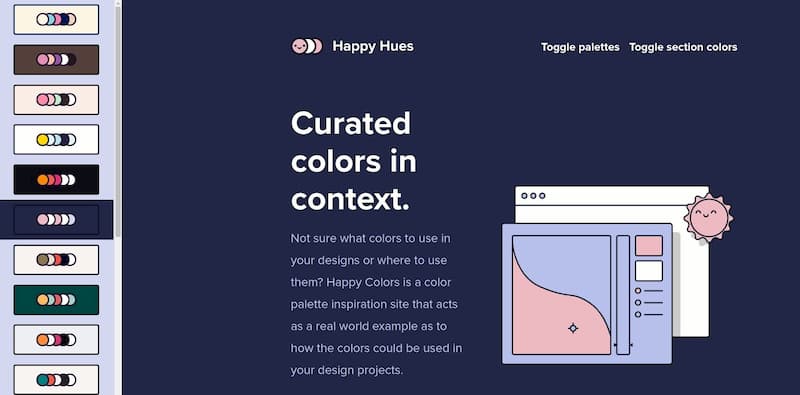 Happy Hues
Toggle palettes Toggle section colors
Curated
colors in
context.
Not sure what colors to use in
your designs or where to use
them? Happy Colors is a color
palette inspiration site that acts
as a real world example as to
how the colors could be used in
your design projects.